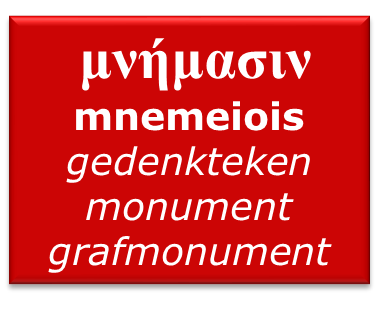 μνήμασιν
mnemeiois
gedenkteken
monument
grafmonument